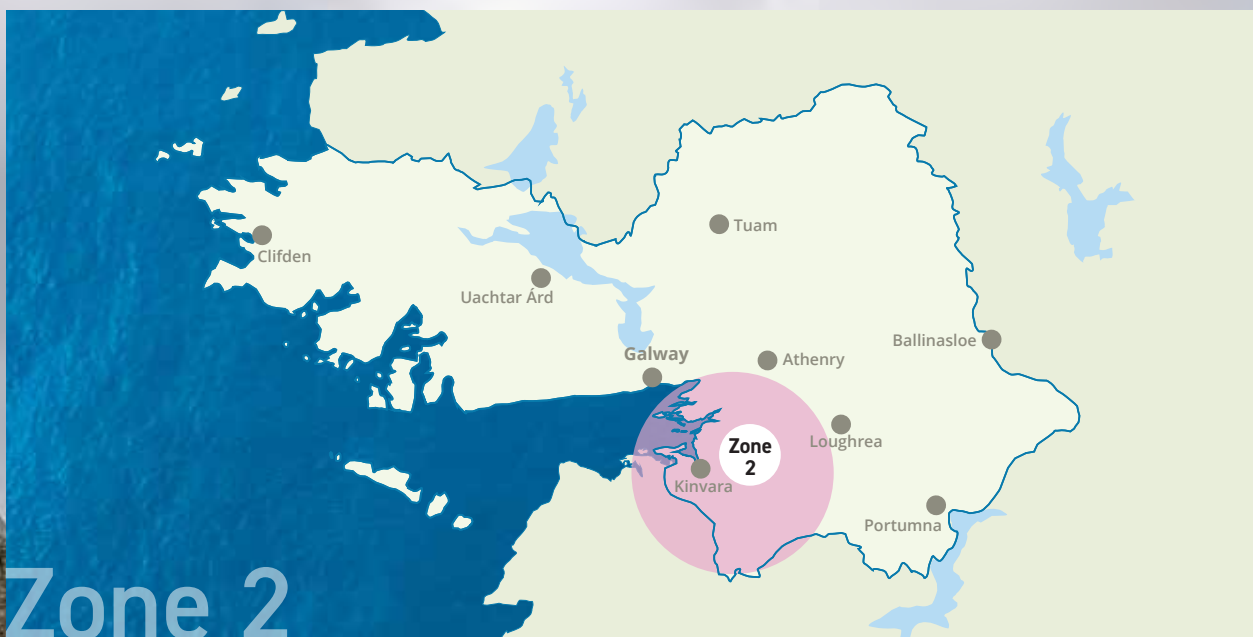 Tuam
Clifden
Uachtar Árd
Ballinasloe
Galway
Athenry
Loughrea
Zone
2
Kinvara
Portumna
Zone 2